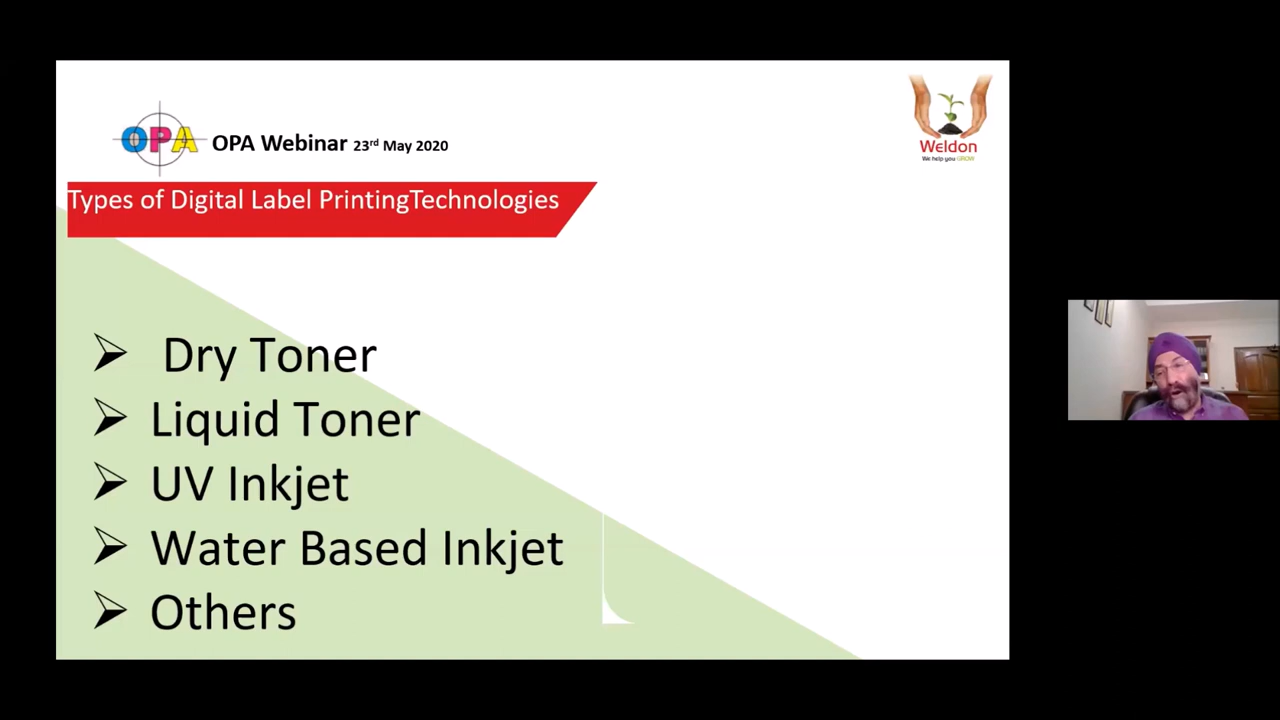 OPA
OPA Webinar 23rd May 2020
Weldon
We help you GROW
Types of Digital Label PrintingTechnologies
Dry Toner
Liquid Toner
UV Inkjet
Water Based Inkjet
Others